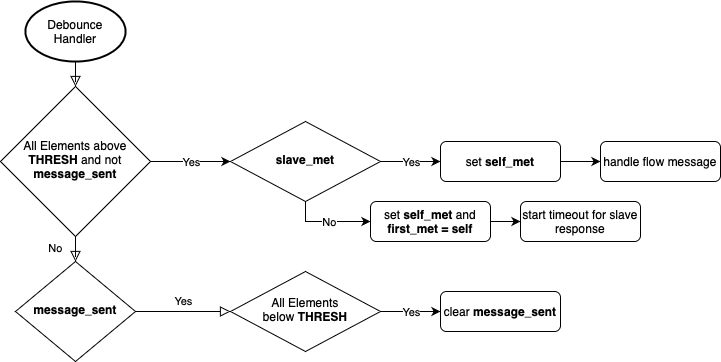 Debounce
Handler
All Elements above
THRESH and not
message_sent
Yes
slave_met
Yes
set self_met
handle flow message
No
set self_met and
first_met = self
start timeout for slave
response
No
message_sent
Yes
All Elements
below THRESH
Yes
clear message_sent